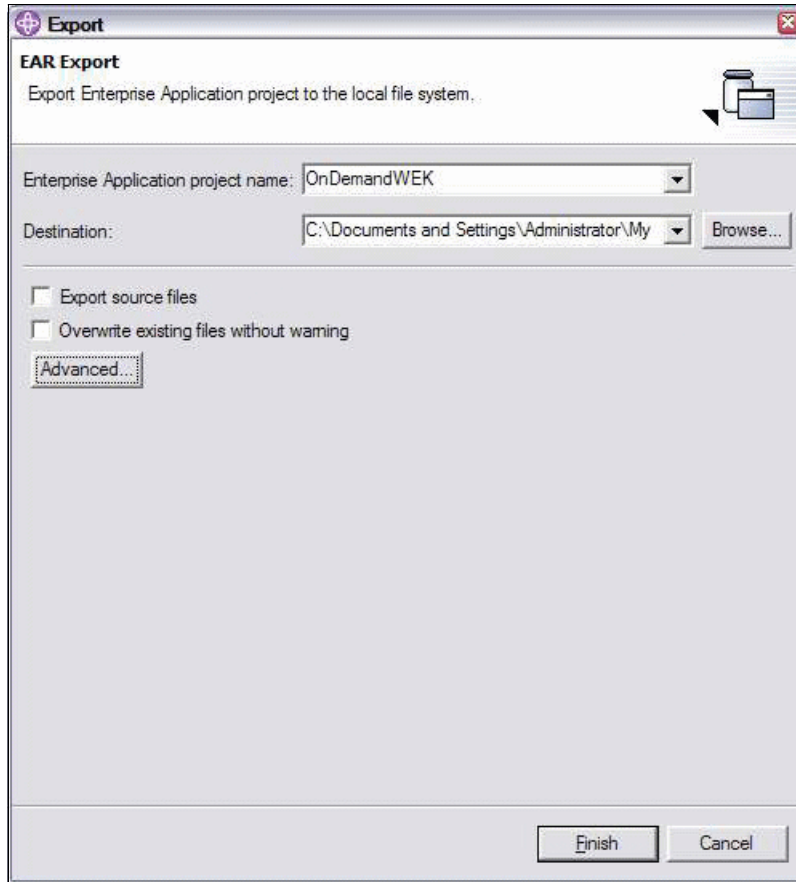 Export
EAR Export
Export Enterprise Application project to the local file system.
Enterprise Application project name: OnDemandWEK
Destination: C:\Documents and Settings\Administrator\My Browse...
Export source files
Overwrite existing files without warning
Advanced...
Finish Cancel